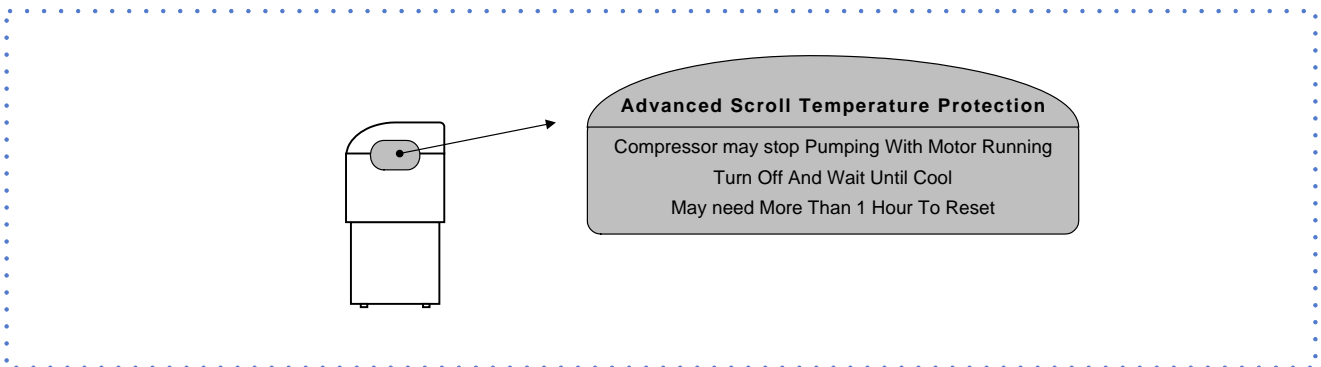 Advanced Scroll Temperature Protection
Compressor may stop Pumping With Motor Running
Turn Off And Wait Until Cool
May need More Than 1 Hour To Reset